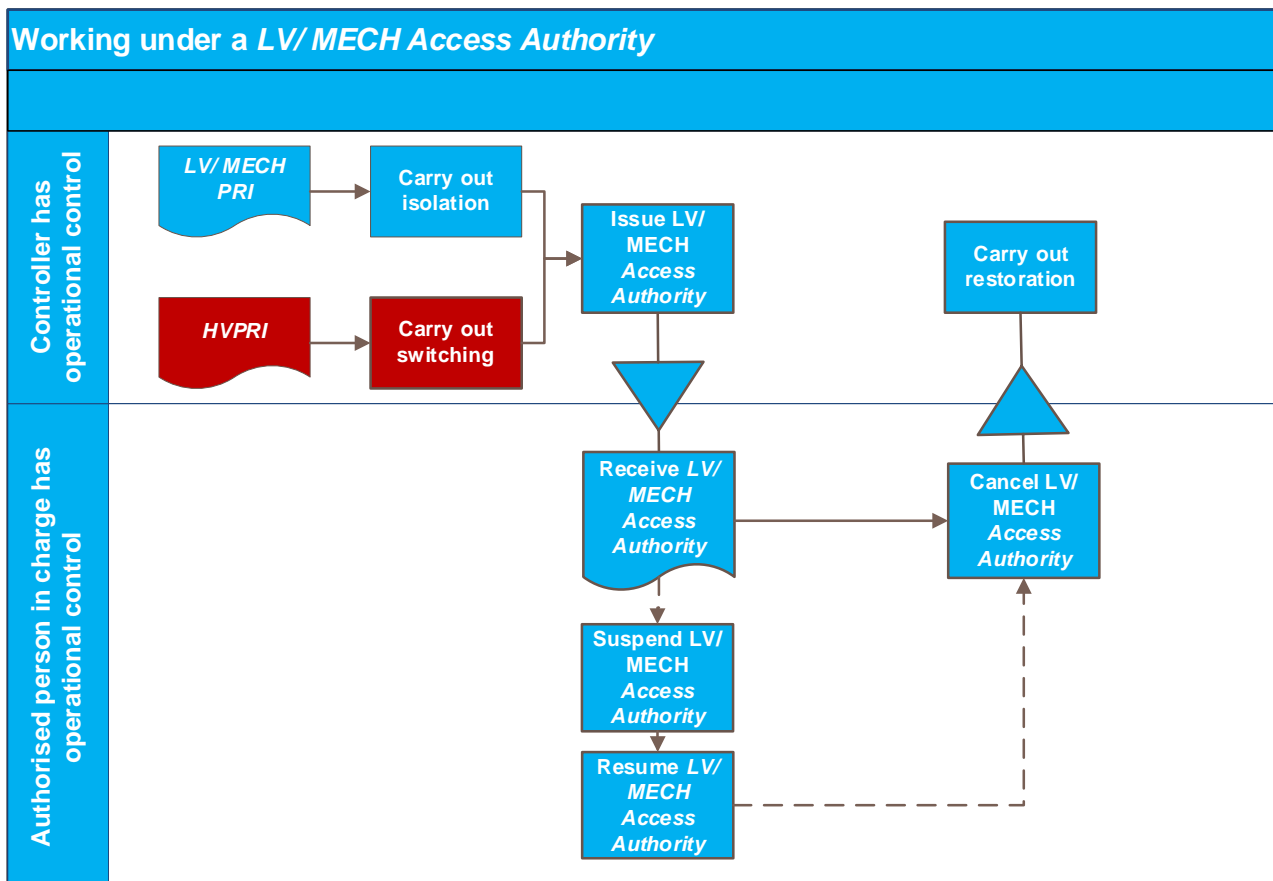 Working under a LV/ MECH Access Authority
Controller has
operational control
LV/ MECH
PRI
Carry out
isolation
HVPRI
Carry out
switching
Issue LV/
MECH
Access
Authority
Carry out
restoration
Authorised person in charge has
operational control
Receive LV/
MECH
Access
Authority
Cancel LV/
MECH
Access
Authority
Suspend LV/
MECH
Access
Authority
Resume LV/
MECH
Access
Authority